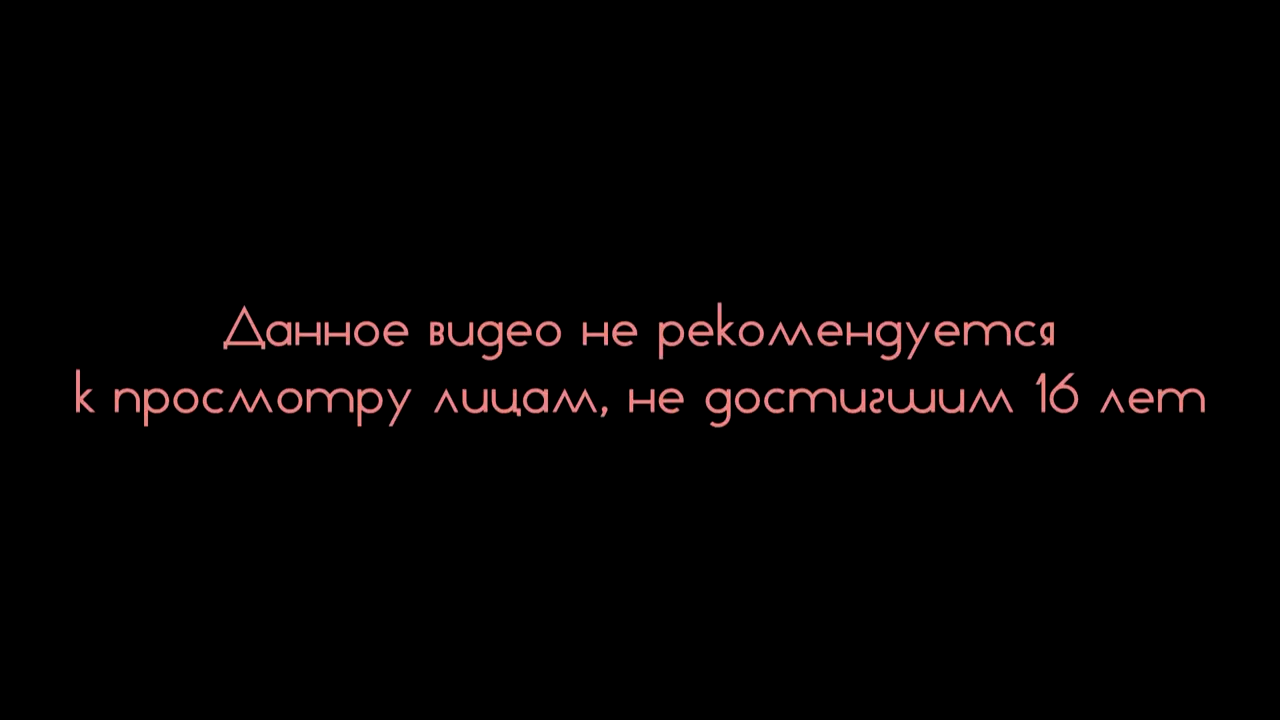 Данное видео не рекомендуется
к просмотру лицам, не достигшим 16 лет